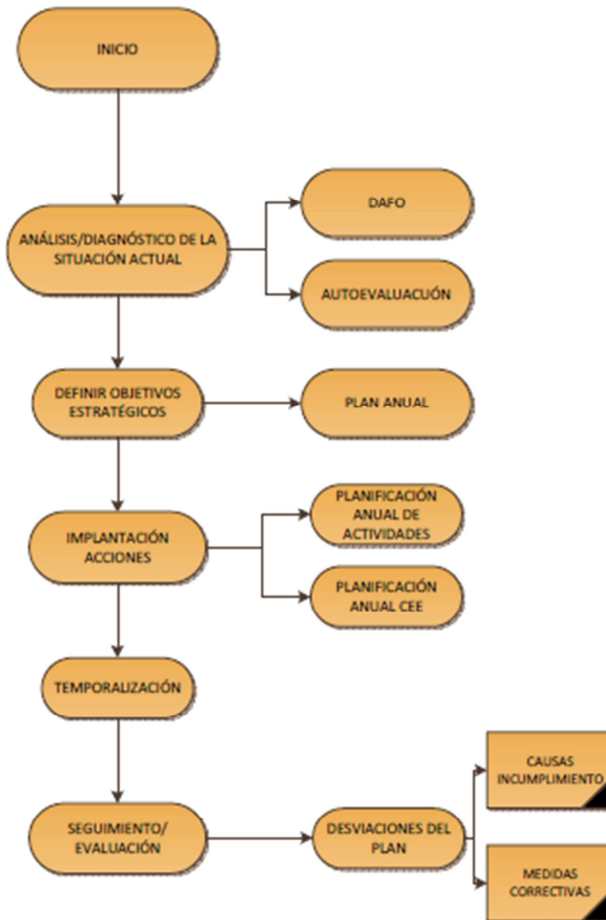 INICIO
ANÁLISIS/DIAGNÓSTICO DE LA
SITUACIÓN ACTUAL
DAFO
AUTOEVALUACUÓN
DEFINIR OBJETIVOS
ESTRATÉGICOS
PLAN ANUAL
IMPLANTACIÓN
ACCIONES
PLANIFICACIÓN
ANUAL DE
ACTIVIDADES
PLANIFICACIÓN
ANUAL CEE
TEMPORALIZACIÓN
SEGUIMIENTO/
EVALUACIÓN
DESVIACIONES DEL
PLAN
CAUSAS
INCUMPLIMIENTO
MEDIDAS
CORRECTIVAS